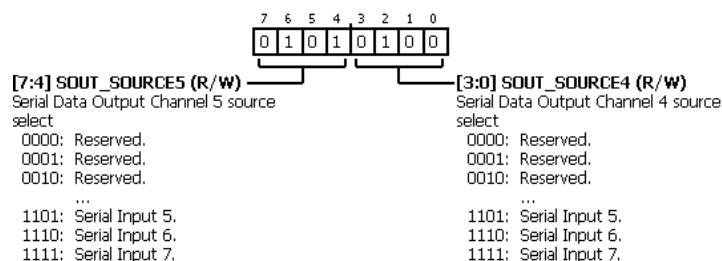 7 6 5 4 3 2 1 0
0 1 0 1 0 1 0 0
[7:4] SOUT_SOURCE5 (R/W)
Serial Data Output Channel 5 source
select
0000: Reserved.
0001: Reserved.
0010: Reserved.
...
1101: Serial Input 5.
1110: Serial Input 6.
1111: Serial Input 7.
[3:0] SOUT_SOURCE4 (R/W)
Serial Data Output Channel 4 source
select
0000: Reserved.
0001: Reserved.
0010: Reserved.
...
1101: Serial Input 5.
1110: Serial Input 6.
1111: Serial Input 7.